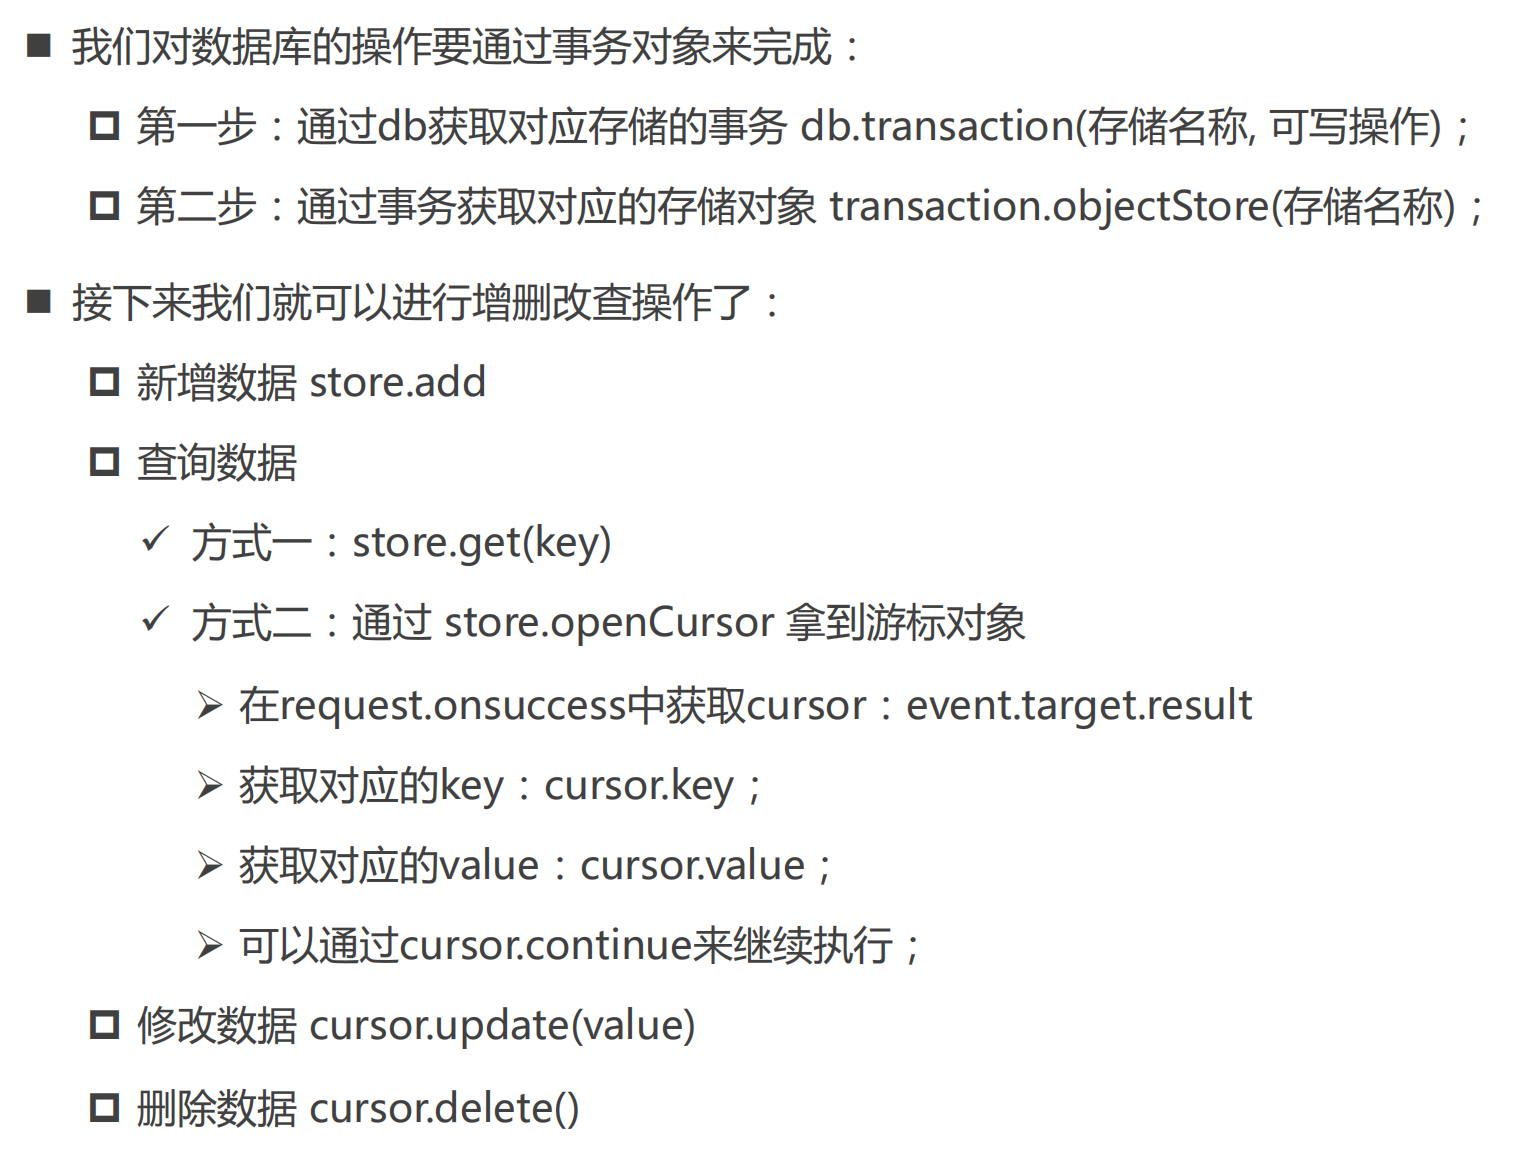 ■ 我们对数据库的操作要通过事务对象来完成：
第一步：通过db获取对应存储的事务 db.transaction(存储名称, 可写操作)；
第二步：通过事务获取对应的存储对象 transaction.objectStore(存储名称)；
■ 接下来我们就可以进行增删改查操作了：
新增数据 store.add
查询数据
✓ 方式一：store.get(key)
✓ 方式二：通过 store.openCursor 拿到游标对象
➢ 在request.onsuccess中获取cursor：event.target.result
➢ 获取对应的key：cursor.key；
➢ 获取对应的value：cursor.value；
➢ 可以通过cursor.continue来继续执行；
修改数据 cursor.update(value)
删除数据 cursor.delete()